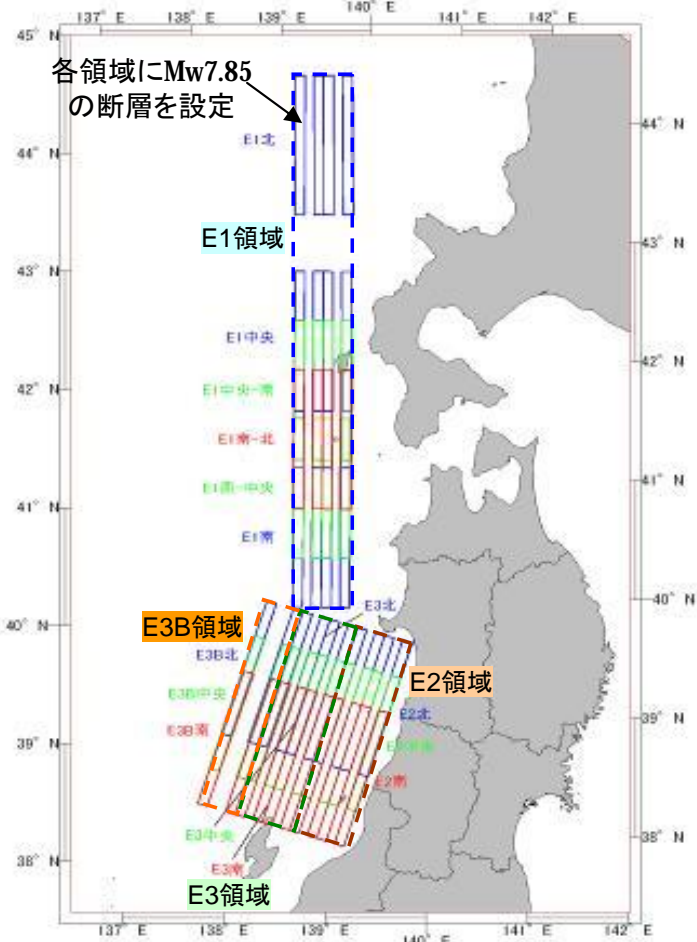 137° E 138° E 139° E 140° E 141° E 142° E
45° N
各領域にMw7.85
の断層を設定
44° N
44° N
E1北
E1領域
43° N
43° N
E1中央
42° N
42° N
E1中央-南
E1南-北
41° N
41° N
E1南-中央
E1南
40° N
40° N
E3北
E3B領域
E3B北
E2領域
E3B中央
E2北
E3B南
39° N
39° N
E2南
E3中央
38° N
38° N
E3南
E3領域
137° E 138° E 139° E 140° E 141° E 142° E